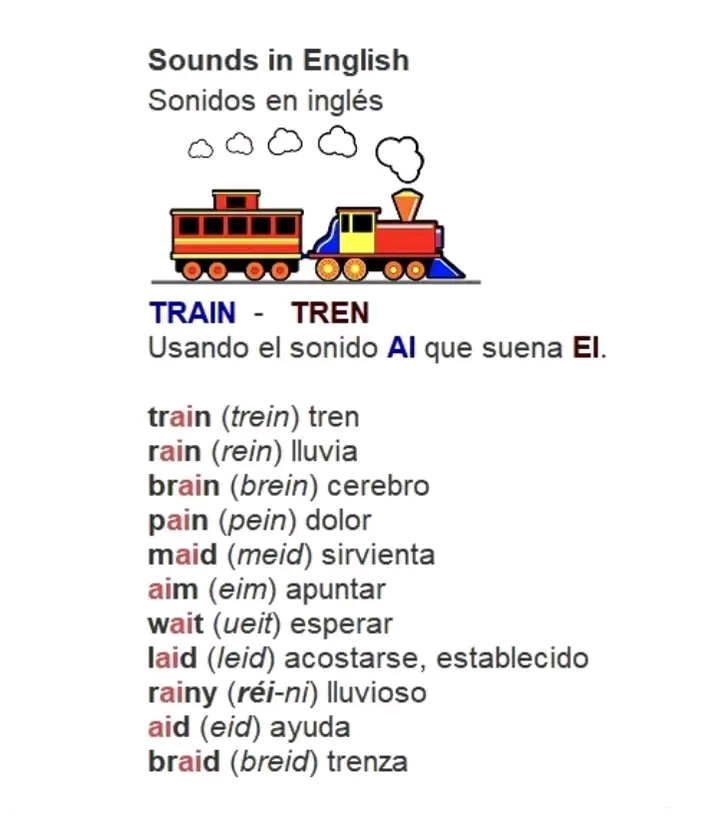 Sounds in English
Sonidos en inglés
TRAIN - TREN
Usando el sonido AI que suena EI.
train (trein) tren
rain (rein) lluvia
brain (brein) cerebro
pain (pein) dolor
maid (meid) sirvienta
aim (eim) apuntar
wait (ueit) esperar
laid (leid) acostarse, establecido
rainy (réi-ni) lluvioso
aid (eid) ayuda
braid (breid) trenza